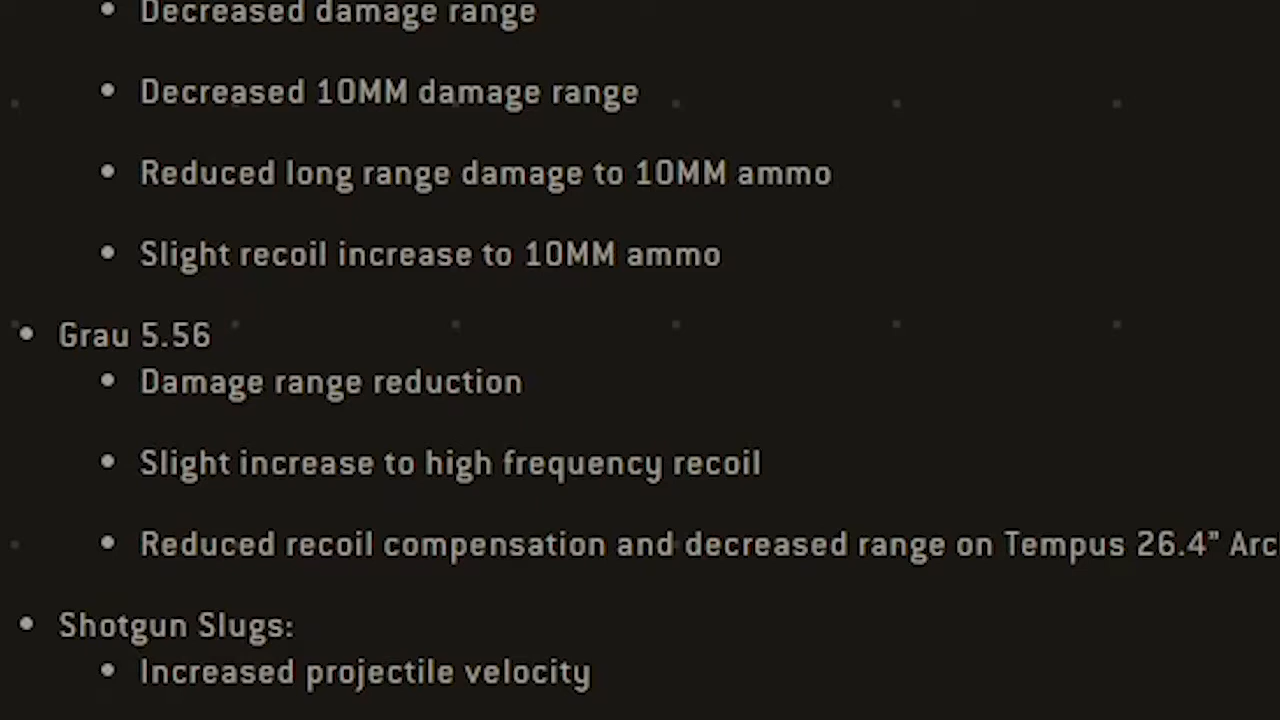 Decreased damage range
Decreased 10MM damage range
Reduced long range damage to 10MM ammo
Slight recoil increase to 10MM ammo
Grau 5.56
Damage range reduction
Slight increase to high frequency recoil
Reduced recoil compensation and decreased range on Tempus 26.4”
Shotgun Slugs:
Increased projectile velocity